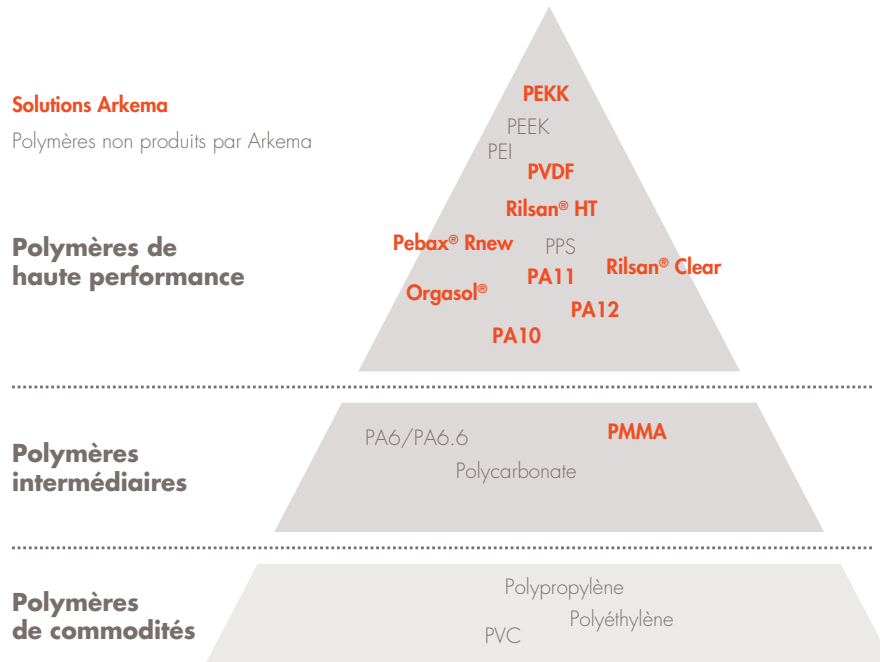 Solutions Arkema
Polymères non produits par Arkema
PEKK
PEEK
PEI
PVDF
Rilsan® HT
Polymères de
haute performance
Pebax® Rnew
PPS
Rilsan® Clear
PA11
Orgasol®
PA12
PA10
Polymères
intermédiaires
PA6/PA6.6
PMMA
Polycarbonate
Polymères
de commodités
Polypropylène
Polyéthylène
PVC